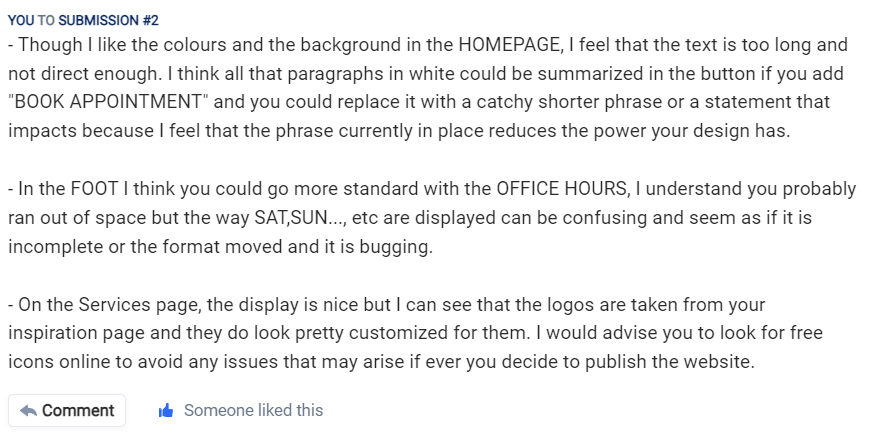 YOU TO SUBMISSION #2
- Though I like the colours and the background in the HOMEPAGE, I feel that the text is too long and
not direct enough. I think all that paragraphs in white could be summarized in the button if you add
"BOOK APPOINTMENT" and you could replace it with a catchy shorter phrase or a statement that
impacts because I feel that the phrase currently in place reduces the power your design has.
- In the FOOT I think you could go more standard with the OFFICE HOURS, I understand you probably
ran out of space but the way SAT,SUN..., etc are displayed can be confusing and seem as if it is
incomplete or the format moved and it is bugging.
- On the Services page, the display is nice but I can see that the logos are taken from your
inspiration page and they do look pretty customized for them. I would advise you to look for free
icons online to avoid any issues that may arise if ever you decide to publish the website.
Comment Someone liked this